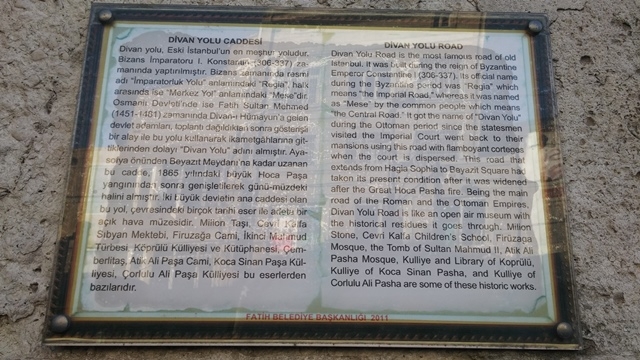 DİVAN YOLU CADDESİ
Divan yolu, Eski İstanbul'un en meşhur yoludur.
Bizans İmparatoru I. Konstanen (306-337) za-
manında yaptırılmıştır. Bizans zamanında rasmi
adı "İmparatorluk Yolu" anlamındaki "Regia", halk
arasında ise "Merkez Yol" anlamındaki "Mese"dir.
Osmanlı Devleti'nde ise Fatih Sultan Mehmed
(1451-1481) zamanında Divan-ı Hümayun'a gelen
devlet adamları, toplantı dağıldıktan sonra gösterişli
bir alay ile bu yolu kullanarak ikametgâhlarına git-
tiklerinden dolayı "Divan Yolu" adını almıştır. Aya-
sofya önünden Beyazıt Meydanı'na kadar uzanan
bu cadde, 1865 yılındaki büyük Hoca Paşa
yangınından sonra genişletilerek günü-müzdeki
halini almıştır. İki büyük devletin ana caddesi olan
bu yol, çevresindeki birçok tarihi eser ile adeta bir
açık hava müzesidir. Milion Taşı, Cevri Kalfa
Sıbyan Mektebi, Firuzağa Cami, İkinci Mahmud
Türbesi, Köprülü Külliyesi ve Kütüphanesi, Çem-
berlitaş, Atik Ali Paşa Cami, Koca Sinan Paşa Kül-
liyesi, Çorlulu Ali Paşa Külliyesi bu eserlerden
bazılarıdır.
DİVAN YOLU ROAD
Divan Yolu Road is the most famous road of old
Istanbul. It was built during the reign of Byzantine
Emperor Constantine I (306-337). Its official name
during the Byzantine period was "Regia" which
means "the Imperial Road" whereas it was named
as "Mese" by the common people which means
"the Central Road." It got the name of "Divan Yolu"
during the Ottoman period since the statesmen
visited the Imperial Court went back to their
mansions using this road with flamboyant corteges
when the court is dispersed. This road that
extends from Hagia Sophia to Bayazit Square had
taken its present condition after it was widened
after the Great Hoca Pasha fire. Being the main
road of the Roman and the Ottoman Empires,
Divan Yolu Road is like an open air museum with
the historical residues it goes through. Milion
Stone, Cevri Kalfa Children's School, Firuzaga
Mosque, the Tomb of Sultan Mahmud II, Atik Ali
Pasha Mosque, Kulliye and Library of Koprülü,
Kulliye of Koca Sinan Pasha, and Kulliye of
Corlulu Ali Pasha are some of these historic works.
FATİH BELEDİYE BAŞKANLIĞI, 2011